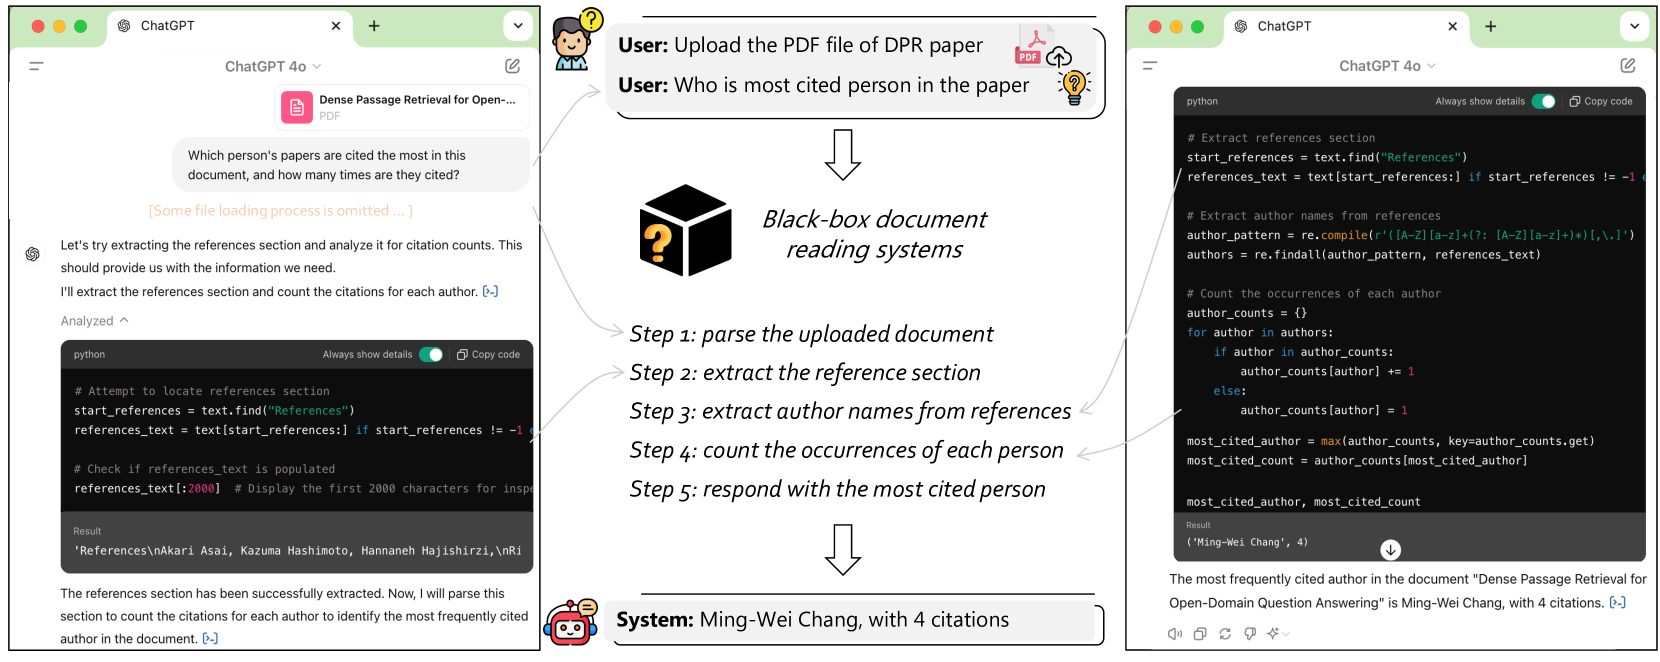 ChatGPT
ChatGPT 4o
Dense Passage Retrieval for Open-...
PDF
Which person's papers are cited the most in this
document, and how many times are they cited?
[Some file loading process is omitted ... ]
Let's try extracting the references section and analyze it for citation counts. This
should provide us with the information we need.
I'll extract the references section and count the citations for each author. [>-]
Analyzed
python
Always show details
Copy code
# Attempt to locate references section
start_references = text.find("References")
references_text = text[start_references:] if start_references != -1 e
# Check if references_text is populated
references_text[:2000]  # Display the first 2000 characters for inspe
Result
'References\nAkari Asai, Kazuma Hashimoto, Hannaneh Hajishirzi,\nRi
The references section has been successfully extracted. Now, I will parse this
section to count the citations for each author to identify the most frequently cited
author in the document. [>-]
User: Upload the PDF file of DPR paper
PDF
User: Who is most cited person in the paper
Black-box document
reading systems
Step 1: parse the uploaded document
Step 2: extract the reference section
Step 3: extract author names from references
Step 4: count the occurrences of each person
Step 5: respond with the most cited person
System: Ming-Wei Chang, with 4 citations
ChatGPT
ChatGPT 4o
python
Always show details
Copy code
# Extract references section
start_references = text.find("References")
references_text = text[start_references:] if start_references != -1 e
# Extract author names from references
author_pattern = re.compile(r'([A-Z][a-z]+(?: [A-Z][a-z]+)*)[,\.]')
authors = re.findall(author_pattern, references_text)
# Count the occurrences of each author
author_counts = {}
for author in authors:
    if author in author_counts:
        author_counts[author] += 1
    else:
        author_counts[author] = 1
most_cited_author = max(author_counts, key=author_counts.get)
most_cited_count = author_counts[most_cited_author]
most_cited_author, most_cited_count
Result
('Ming-Wei Chang', 4)
The most frequently cited author in the document "Dense Passage Retrieval for
Open-Domain Question Answering" is Ming-Wei Chang, with 4 citations. [>-]